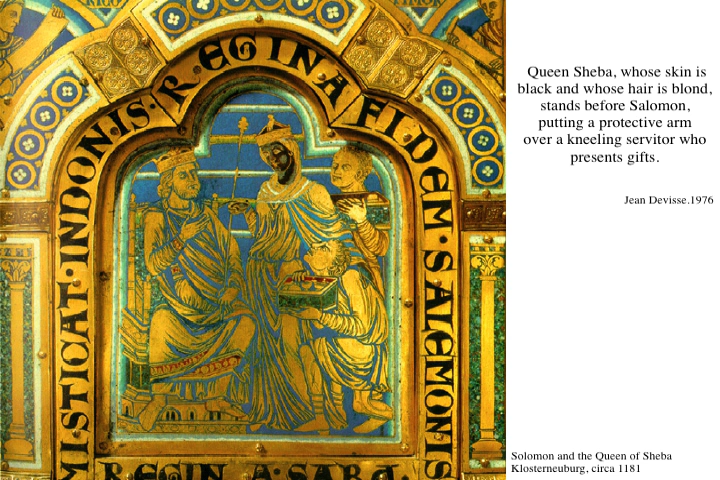 MISTICAT·INDONIS·REGINA FIDEM·SALEMONIS
REGINA·SABA·
Queen Sheba, whose skin is
black and whose hair is blond,
stands before Salomon,
putting a protective arm
over a kneeling servitor who
presents gifts.
Jean Devisse.1976
Solomon and the Queen of Sheba
Klosterneuburg, circa 1181